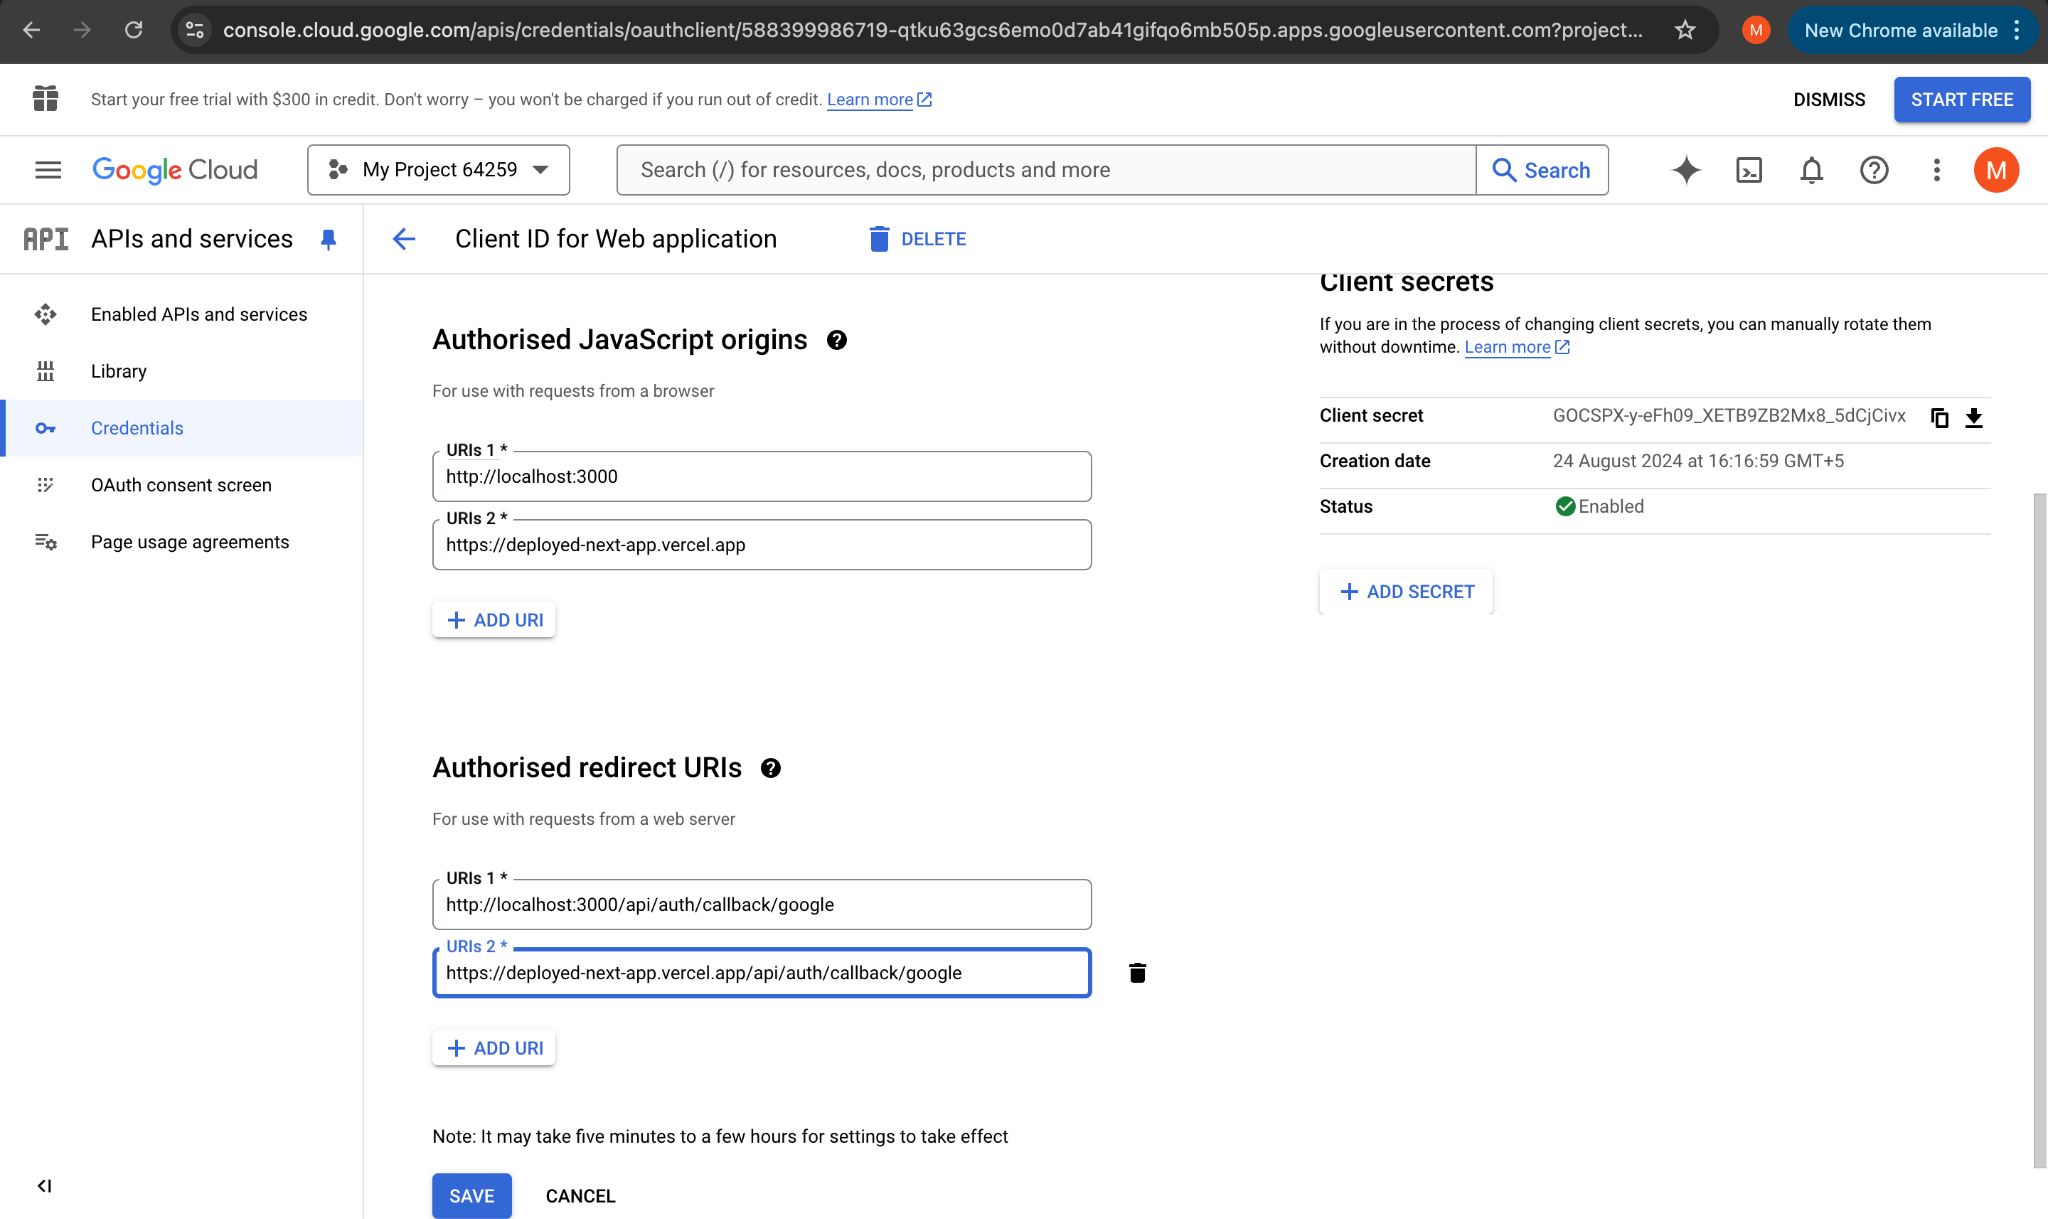 console.cloud.google.com/apis/credentials/oauthclient/588399986719-qtku63gcs6emo0d7ab41gifqo6mb505p.apps.googleusercontent.com?project...
M
New Chrome available
Start your free trial with $300 in credit. Don't worry – you won't be charged if you run out of credit. Learn more
DISMISS
START FREE
Google Cloud
My Project 64259
Search (/) for resources, docs, products and more
Search
M
API
APIs and services
Client ID for Web application
DELETE
Enabled APIs and services
Library
Credentials
OAuth consent screen
Page usage agreements
Authorised JavaScript origins
For use with requests from a browser
URIs 1 *
http://localhost:3000
URIs 2 *
https://deployed-next-app.vercel.app
ADD URI
Authorised redirect URIs
For use with requests from a web server
URIs 1 *
http://localhost:3000/api/auth/callback/google
URIs 2 *
https://deployed-next-app.vercel.app/api/auth/callback/google
ADD URI
Note: It may take five minutes to a few hours for settings to take effect
SAVE
CANCEL
Client secrets
If you are in the process of changing client secrets, you can manually rotate them
without downtime. Learn more
Client secret
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
Creation date
24 August 2024 at 16:16:59 GMT+5
Status
Enabled
ADD SECRET